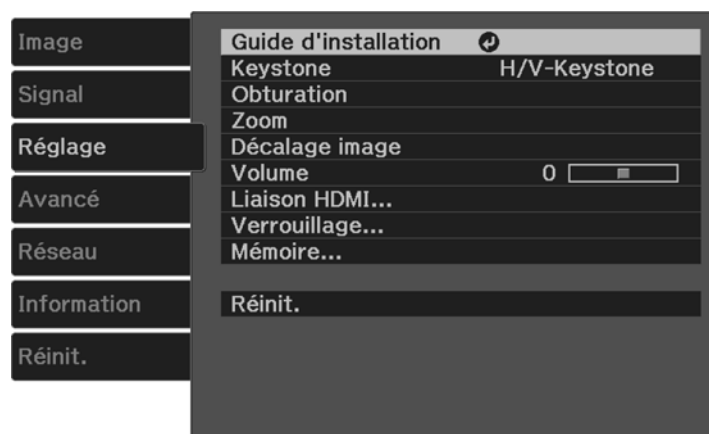 Image
Signal
Réglage
Avancé
Réseau
Information
Réinit.
Guide d'installation
Keystone H/V-Keystone
Obturation
Zoom
Décalage image
Volume 0
Liaison HDMI...
Verrouillage...
Mémoire...
Réinit.